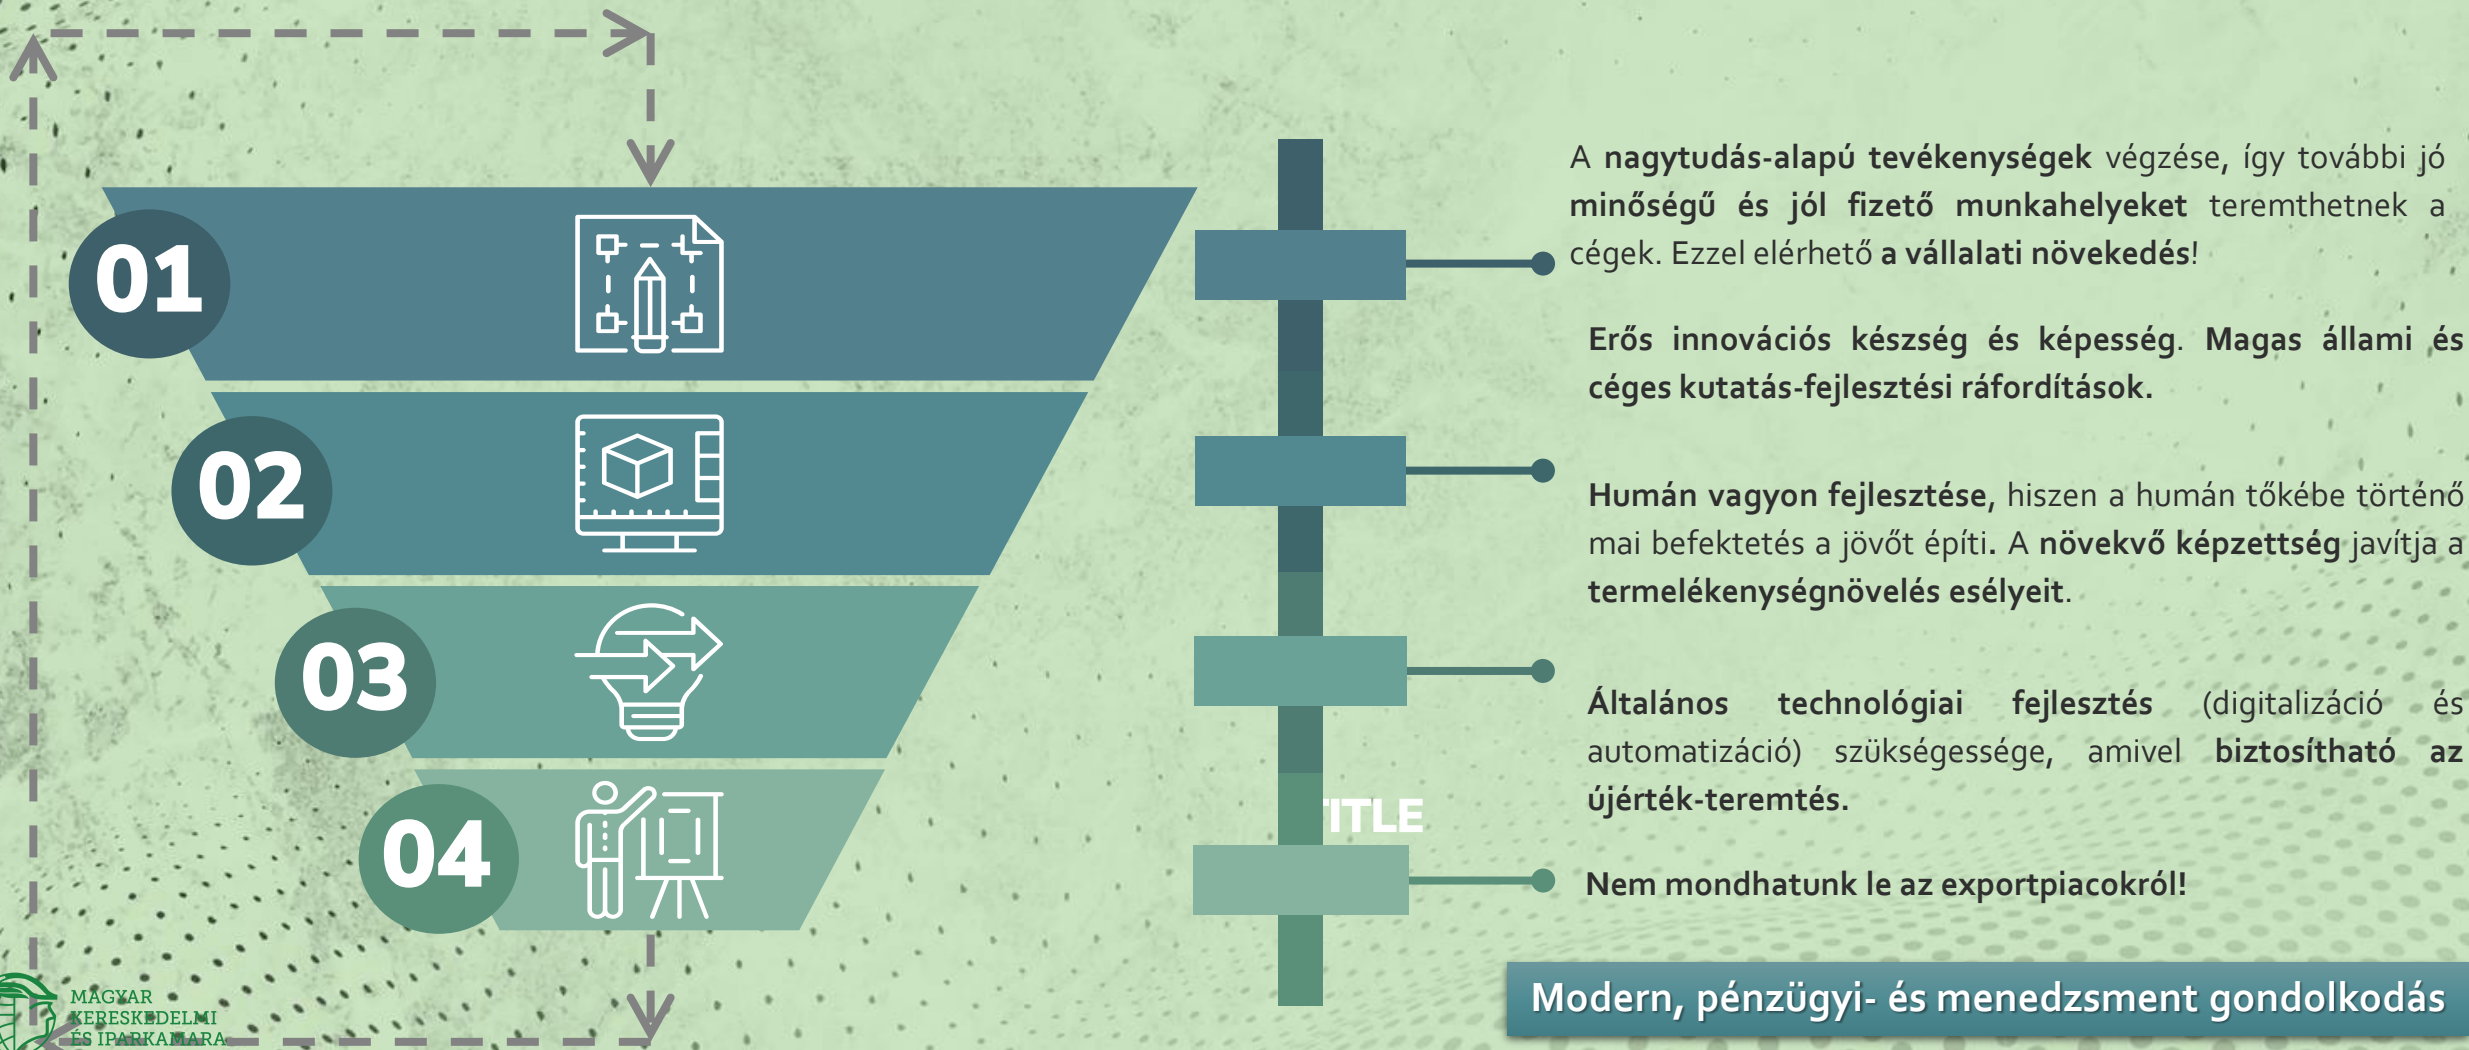 01
02
03
04
A nagytudás-alapú tevékenységek végzése, így további jó
minőségű és jól fizető munkahelyeket teremthetnek a
cégek. Ezzel elérhető a vállalati növekedés!
Erős innovációs készség és képesség. Magas állami és
céges kutatás-fejlesztési ráfordítások.
Humán vagyon fejlesztése, hiszen a humán tőkébe történő
mai befektetés a jövőt építi. A növekvő képzettség javítja a
termelékenységnövelés esélyeit.
Általános technológiai fejlesztés (digitalizáció és
automatizáció) szükségessége, amivel biztosítható az
újérték-teremtés.
TITLE
Nem mondhatunk le az exportpiacokról!
Modern, pénzügyi- és menedzsment gondolkodás
MAGYAR
KERESKEDELMI
ÉS IPARKAMARA